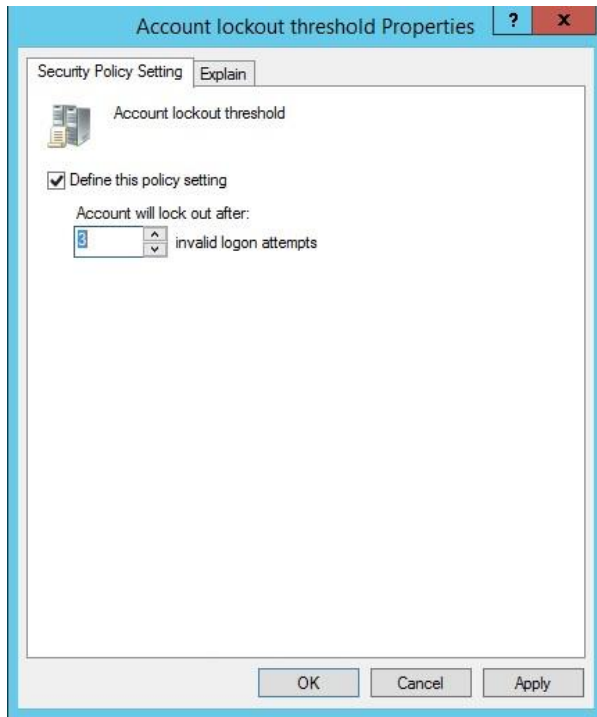 Account lockout threshold Properties ? x
Security Policy Setting Explain
Account lockout threshold
Define this policy setting
Account will lock out after:
3 invalid logon attempts
OK Cancel Apply